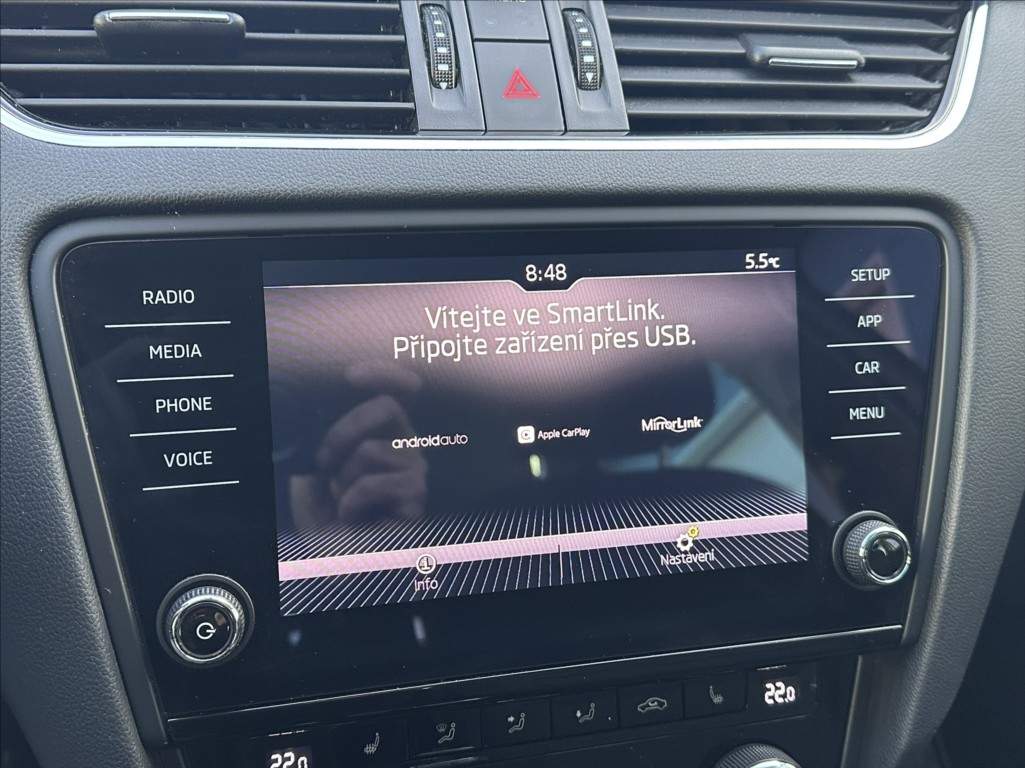 8:48
5.5°C
RADIO
MEDIA
PHONE
VOICE
Vítejte ve SmartLink.
Připojte zařízení přes USB.
androidauto
Apple CarPlay
MirrorLink
Info
Nastavení
SETUP
APP
CAR
MENU
22.0
22.0